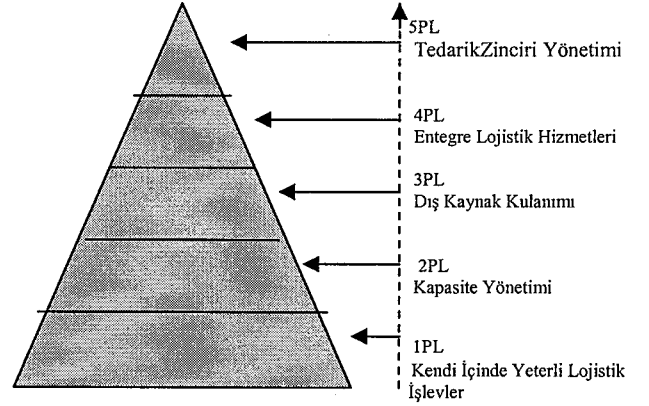 5PL
TedarikZinciri Yönetimi
4PL
Entegre Lojistik Hizmetleri
3PL
Dış Kaynak Kulanımı
2PL
Kapasite Yönetimi
1PL
Kendi İçinde Yeterli Lojistik
İşlevler